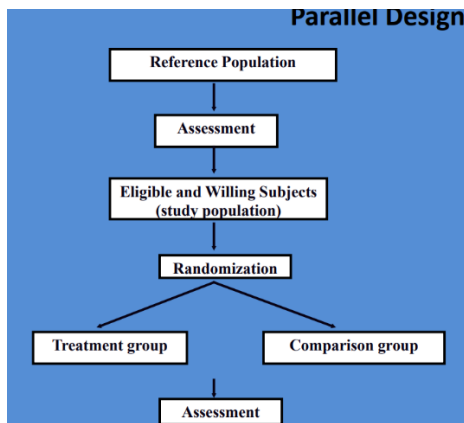 Parallel Design
Reference Population
Assessment
Eligible and Willing Subjects
(study population)
Randomization
Treatment group
Comparison group
Assessment